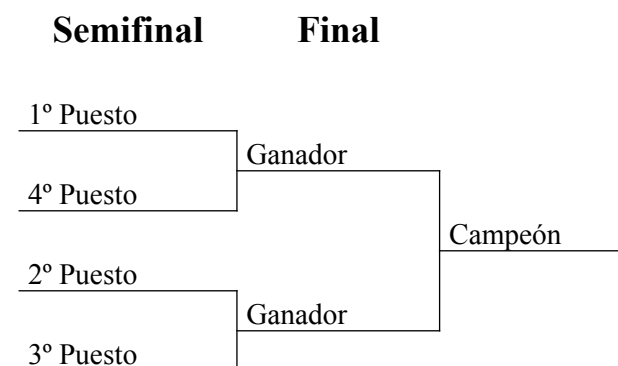 Semifinal Final
1º Puesto
Ganador
4º Puesto
Campeón
2º Puesto
Ganador
3º Puesto